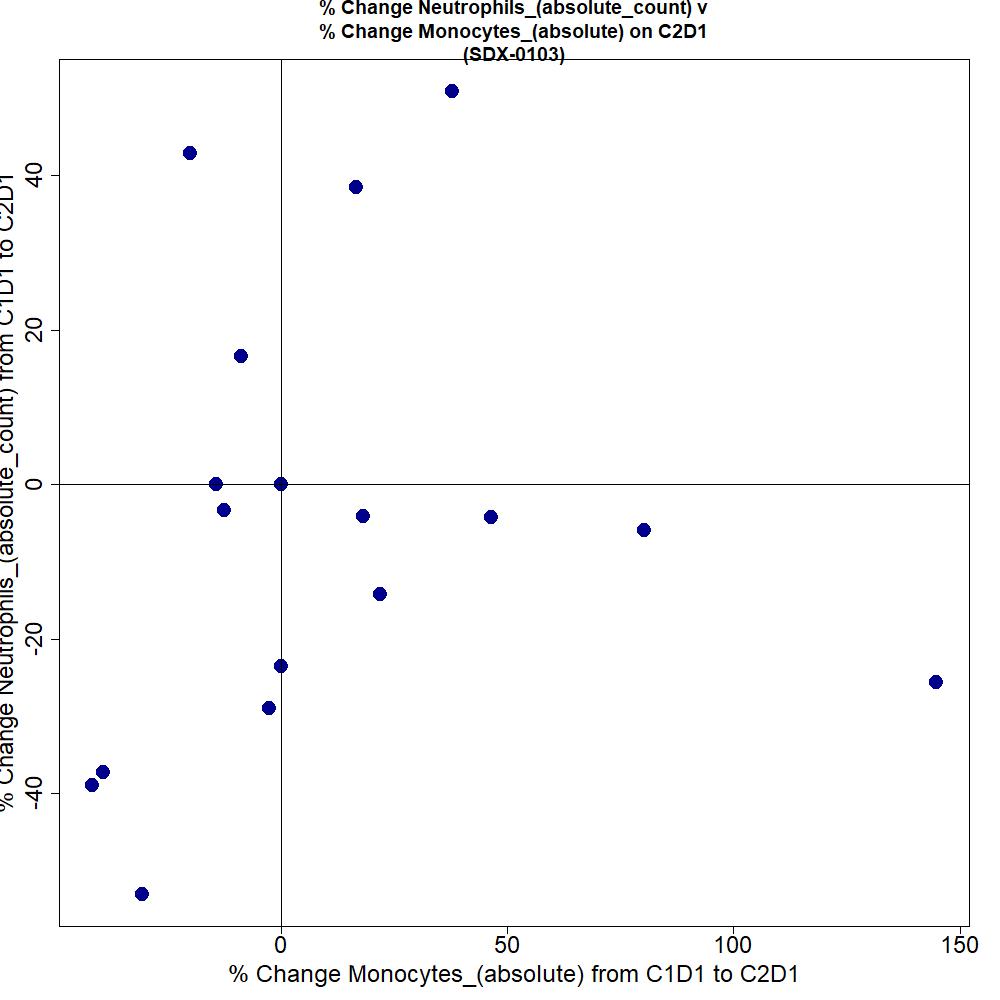 % Change Neutrophils_(absolute_count) v
% Change Monocytes_(absolute) on C2D1
(SDX-0103)
% Change Neutrophils_(absolute_count) from C1D1 to C2D1
40
20
0
-20
-40
0
50
100
150
% Change Monocytes_(absolute) from C1D1 to C2D1